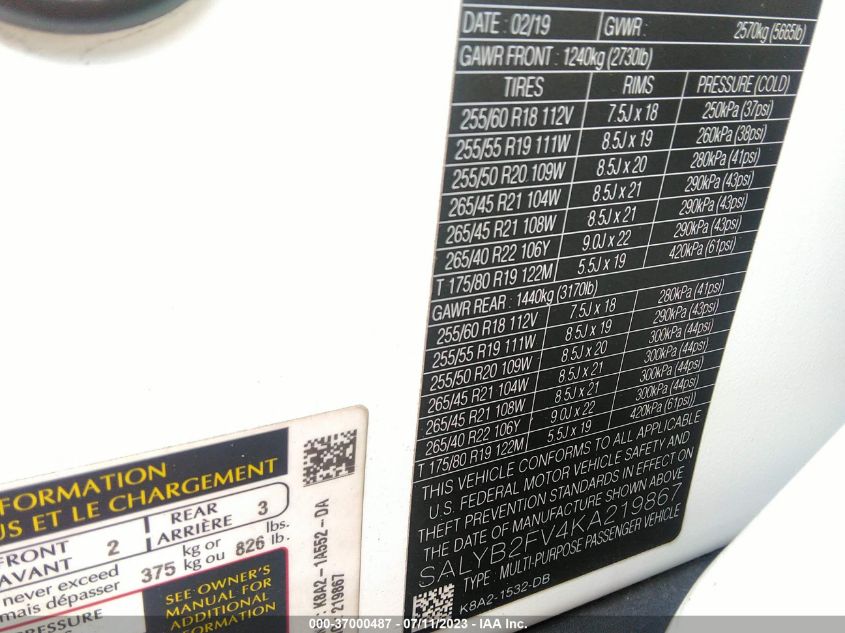 DATE : 02/19 GVWR : 2570kg (5665lb)
GAWR FRONT : 1240kg (2730lb)
TIRES RIMS PRESSURE (COLD)
255/60 R18 112V 7.5J x 18 250kPa (37psi)
255/55 R19 111W 8.5J x 19 260kPa (38psi)
255/50 R20 109W 8.5J x 20 280kPa (41psi)
265/45 R21 104W 8.5J x 21 290kPa (43psi)
265/45 R21 108W 8.5J x 21 290kPa (43psi)
265/40 R22 106Y 9.0J x 22 290kPa (43psi)
T 175/80 R19 122M 5.5J x 19 420kPa (61psi)
GAWR REAR : 1440kg (3170lb)
255/60 R18 112V 7.5J x 18 280kPa (41psi)
255/55 R19 111W 8.5J x 19 290kPa (43psi)
255/50 R20 109W 8.5J x 20 300kPa (44psi)
265/45 R21 104W 8.5J x 21 300kPa (44psi)
265/45 R21 108W 8.5J x 21 300kPa (44psi)
265/40 R22 106Y 9.0J x 22 300kPa (44psi)
T 175/80 R19 122M 5.5J x 19 420kPa (61psi)
THIS VEHICLE CONFORMS TO ALL APPLICABLE
U.S. FEDERAL MOTOR VEHICLE SAFETY AND
THEFT PREVENTION STANDARDS IN EFFECT ON
THE DATE OF MANUFACTURE SHOWN ABOVE
SALYB2FV4KA219867
TYPE : MULTI-PURPOSE PASSENGER VEHICLE
K8A2-1532-DB
FORMATION
US ET LE CHARGEMENT
FRONT 2 REAR 3
AVANT ARRIÈRE
never exceed 375 kg or 826 lbs.
mais dépasser kg ou lb.
SEE OWNER'S
MANUAL FOR
ADDITIONAL
INFORMATION
PRESSURE
K8A2-1A552-DA
219867
000-37000487 - 07/11/2023 - IAA Inc.